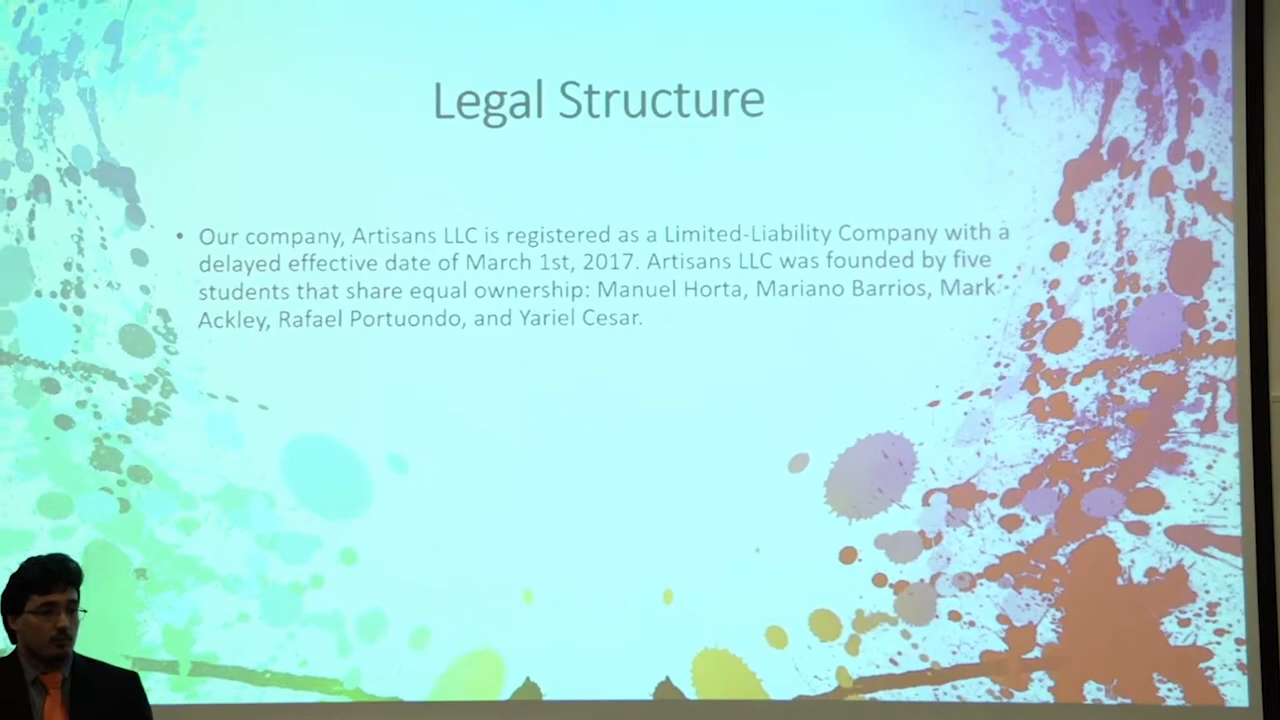 Legal Structure
• Our company, Artisans LLC is registered as a Limited-Liability Company with a
delayed effective date of March 1st, 2017. Artisans LLC was founded by five
students that share equal ownership: Manuel Horta, Mariano Barrios, Mark
Ackley, Rafael Portuondo, and Yariel Cesar.